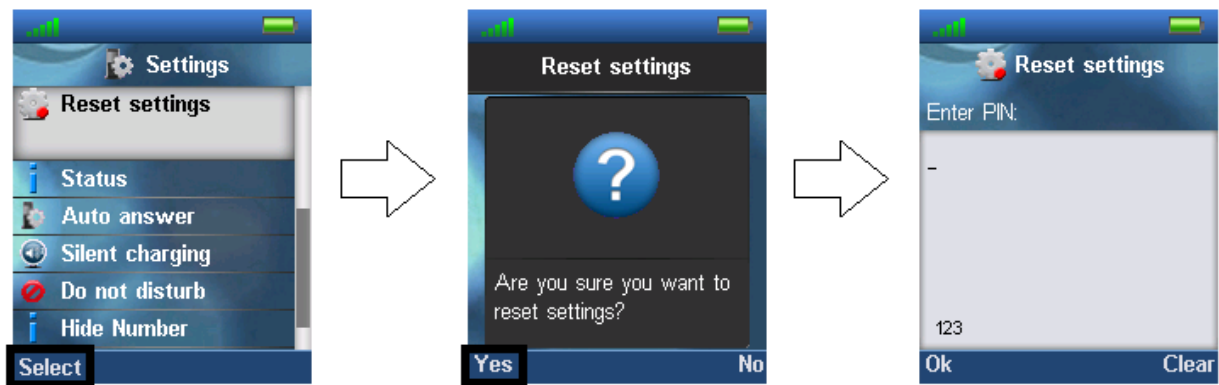 Settings
Reset settings
Status
Auto answer
Silent charging
Do not disturb
Hide Number
Select
Reset settings
?
Are you sure you want to
reset settings?
Yes No
Reset settings
Enter PIN:
_
123
Ok Clear